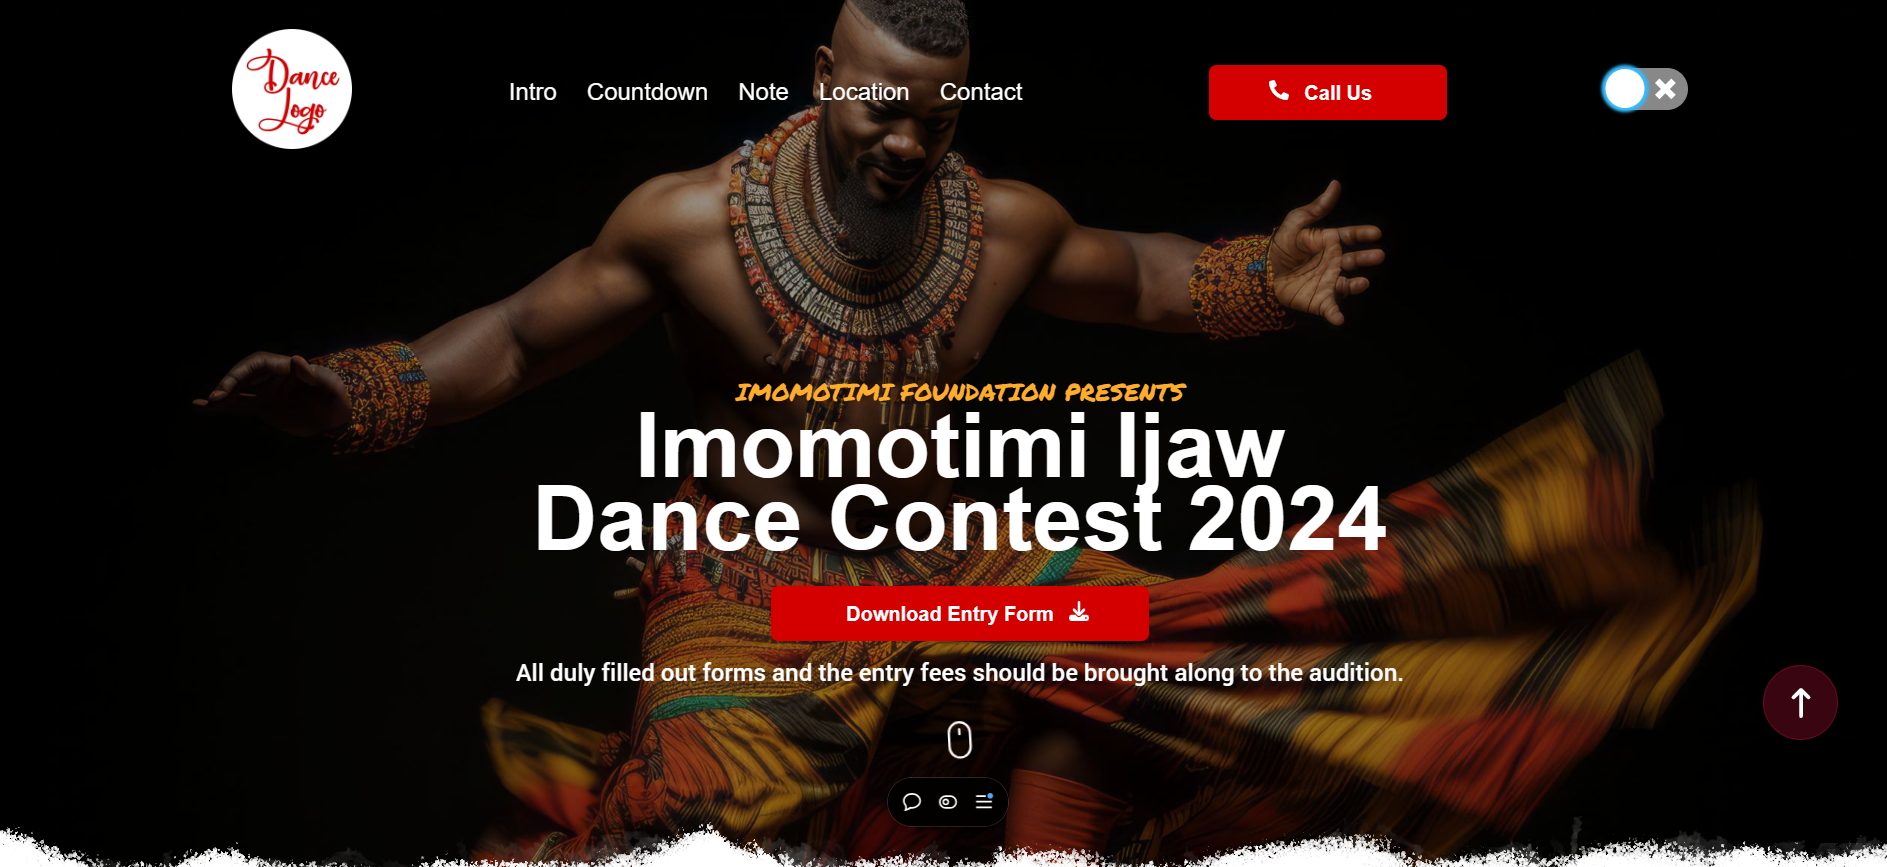 Dance
Logo
Intro
Countdown
Note
Location
Contact
Call Us
IMOMOTIMI FOUNDATION PRESENTS
Imomotimi Ijaw
Dance Contest 2024
Download Entry Form
All duly filled out forms and the entry fees should be brought along to the audition.